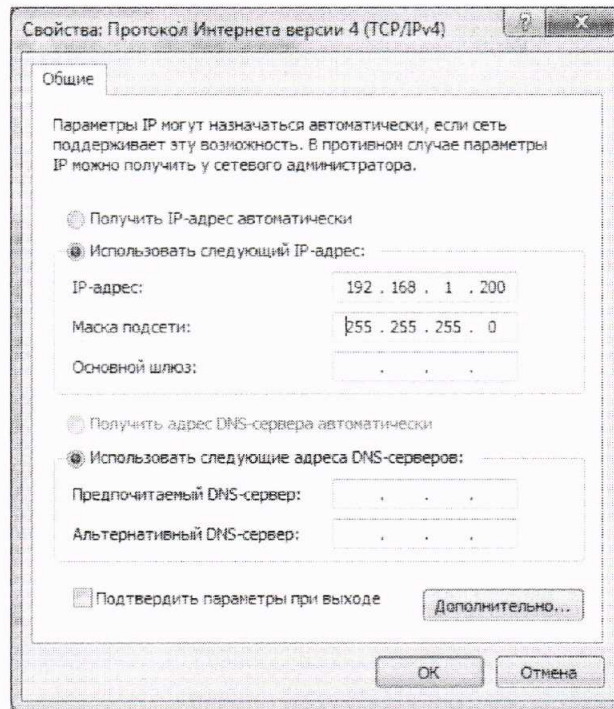 Свойства: Протокол Интернета версии 4 (TCP/IPv4)
Общие
Параметры IP могут назначаться автоматически, если сеть
поддерживает эту возможность. В противном случае параметры
IP можно получить у сетевого администратора.
Получить IP-адрес автоматически
Использовать следующий IP-адрес:
IP-адрес: 192 . 168 . 1 . 200
Маска подсети: 255 . 255 . 255 . 0
Основной шлюз: . . .
Получить адрес DNS-сервера автоматически
Использовать следующие адреса DNS-серверов:
Предпочитаемый DNS-сервер: . . .
Альтернативный DNS-сервер: . . .
Подтвердить параметры при выходе
Дополнительно...
ОК Отмена